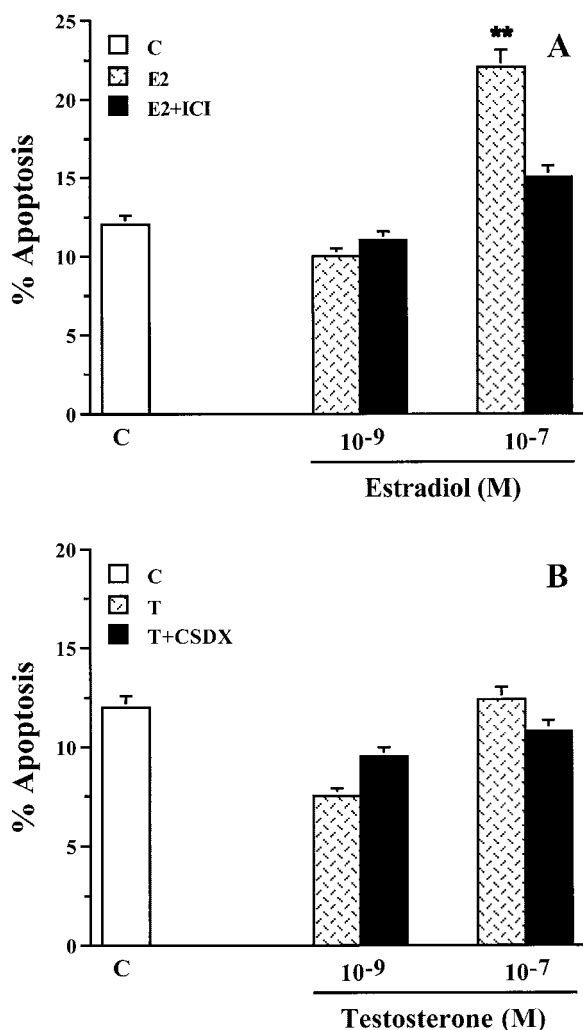 A
**
25
20
15
10
5
0
% Apoptosis
C
E2
E2+ICI
C
10-9
10-7
Estradiol (M)
B
20
15
10
5
0
% Apoptosis
C
T
T+CSDX
C
10-9
10-7
Testosterone (M)